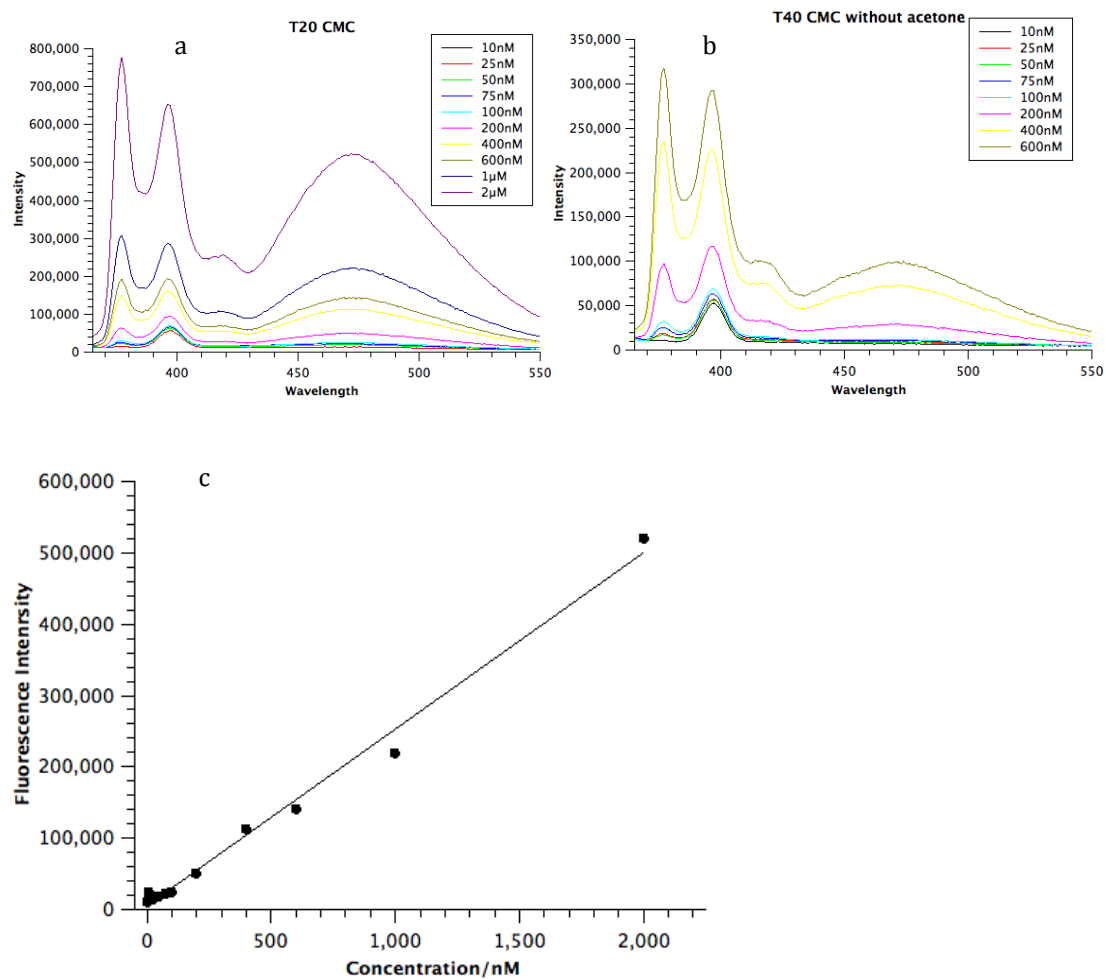 T20 CMC
a
800,000
700,000
600,000
500,000
400,000
300,000
200,000
100,000
0
Intensity
400
450
500
550
Wavelength
10nM
25nM
50nM
75nM
100nM
200nM
400nM
600nM
1μM
2μM
T40 CMC without acetone
b
350,000
300,000
250,000
200,000
150,000
100,000
50,000
0
Intensity
400
450
500
550
Wavelength
10nM
25nM
50nM
75nM
100nM
200nM
400nM
600nM
c
600,000
500,000
400,000
300,000
200,000
100,000
0
Fluorescence Intenrsity
0
500
1,000
1,500
2,000
Concentration/nM